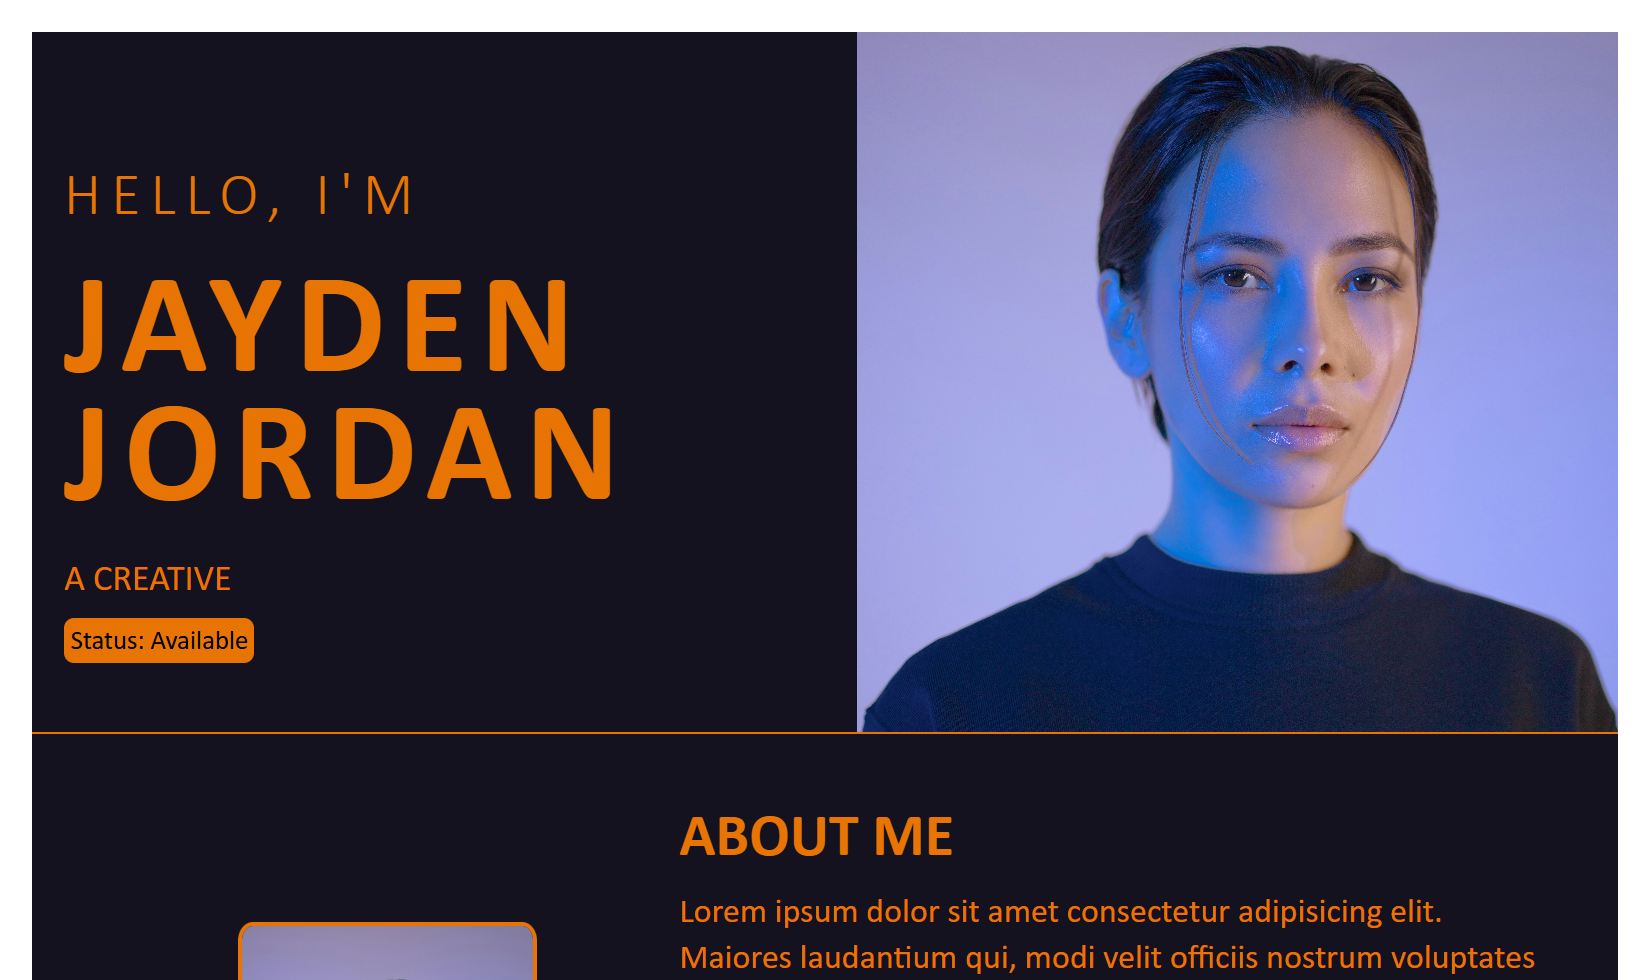 HELLO, I'M
JAYDEN
JORDAN
A CREATIVE
Status: Available
ABOUT ME
Lorem ipsum dolor sit amet consectetur adipisicing elit.
Maiores laudantium qui, modi velit officiis nostrum voluptates